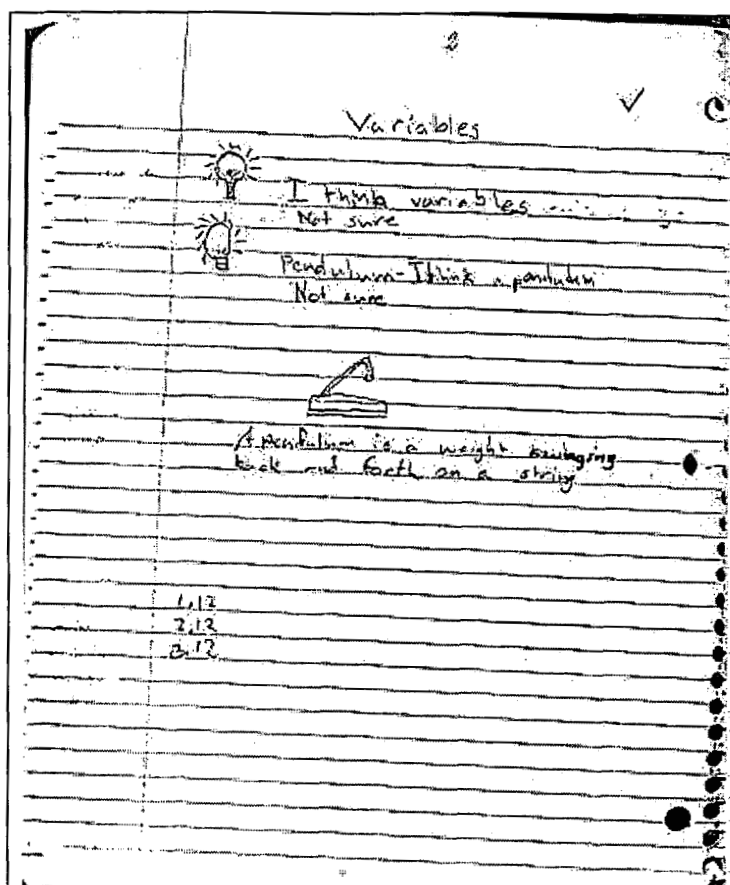 2
Variables
I think variables ........
Not sure
Pendulum-I think a pendulum
Not sure
A pendulum is a weight
back and forth on a string
1,12
2,12
3,12